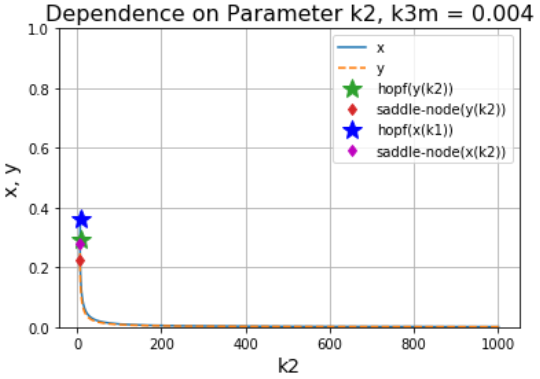 Dependence on Parameter k2, k3m = 0.004
1.0
x
y
hopf(y(k2))
saddle-node(y(k2))
hopf(x(k1))
saddle-node(x(k2))
0.8
0.6
0.4
0.2
0.0
x, y
0
200
400
600
800
1000
k2